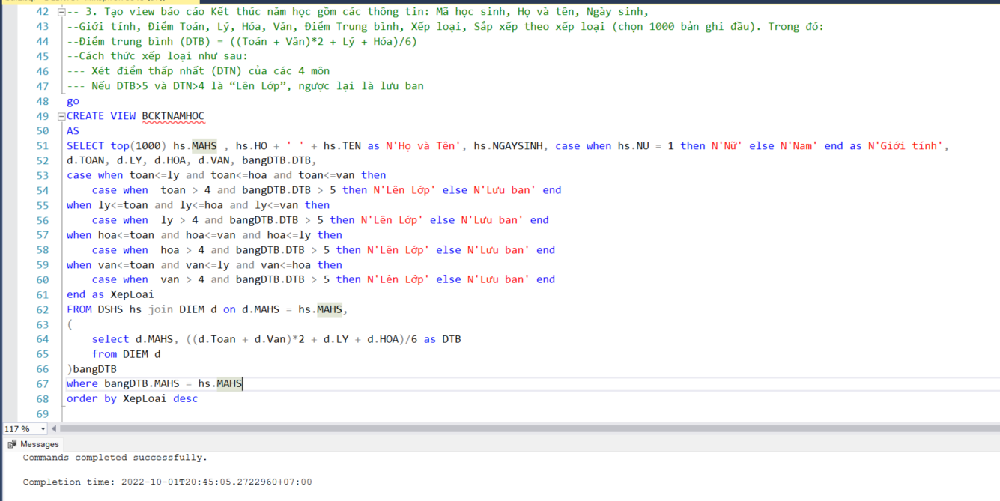 42 -- 3. Tạo view báo cáo Kết thúc năm học gồm các thông tin: Mã học sinh, Họ và tên, Ngày sinh,
43 --Giới tính, Điểm Toán, Lý, Hóa, Văn, Điểm Trung bình, Xếp loại, Sắp xếp theo xếp loại (chọn 1000 bản ghi đầu). Trong đó:
44 --Điểm trung bình (DTB) = ((Toán + Văn)*2 + Lý + Hóa)/6)
45 --Cách thức xếp loại như sau:
46 --- Xét điểm thấp nhất (DTN) của các 4 môn
47 --- Nếu DTB>5 và DTN>4 là “Lên Lớp”, ngược lại là lưu ban
48 go
49 CREATE VIEW BCKTNAMHOC
50 AS
51 SELECT top(1000) hs.MAHS , hs.HO + ' ' + hs.TEN as N'Họ và Tên', hs.NGAYSINH, case when hs.NU = 1 then N'Nữ' else N'Nam' end as N'Giới tính',
52 d.TOAN, d.LY, d.HOA, d.VAN, bangDTB.DTB,
53 case when toan<=ly and toan<=hoa and toan<=van then
54 case when toan > 4 and bangDTB.DTB > 5 then N'Lên Lớp' else N'Lưu ban' end
55 when ly<=toan and ly<=hoa and ly<=van then
56 case when ly > 4 and bangDTB.DTB > 5 then N'Lên Lớp' else N'Lưu ban' end
57 when hoa<=toan and hoa<=van and hoa<=ly then
58 case when hoa > 4 and bangDTB.DTB > 5 then N'Lên Lớp' else N'Lưu ban' end
59 when van<=toan and van<=ly and van<=hoa then
60 case when van > 4 and bangDTB.DTB > 5 then N'Lên Lớp' else N'Lưu ban' end
61 end as XepLoai
62 FROM DSHS hs join DIEM d on d.MAHS = hs.MAHS,
63 (
64 select d.MAHS, ((d.Toan + d.Van)*2 + d.LY + d.HOA)/6 as DTB
65 from DIEM d
66 )bangDTB
67 where bangDTB.MAHS = hs.MAHS
68 order by XepLoai desc
69
117 %
Messages
Commands completed successfully.
Completion time: 2022-10-01T20:45:05.2722960+07:00